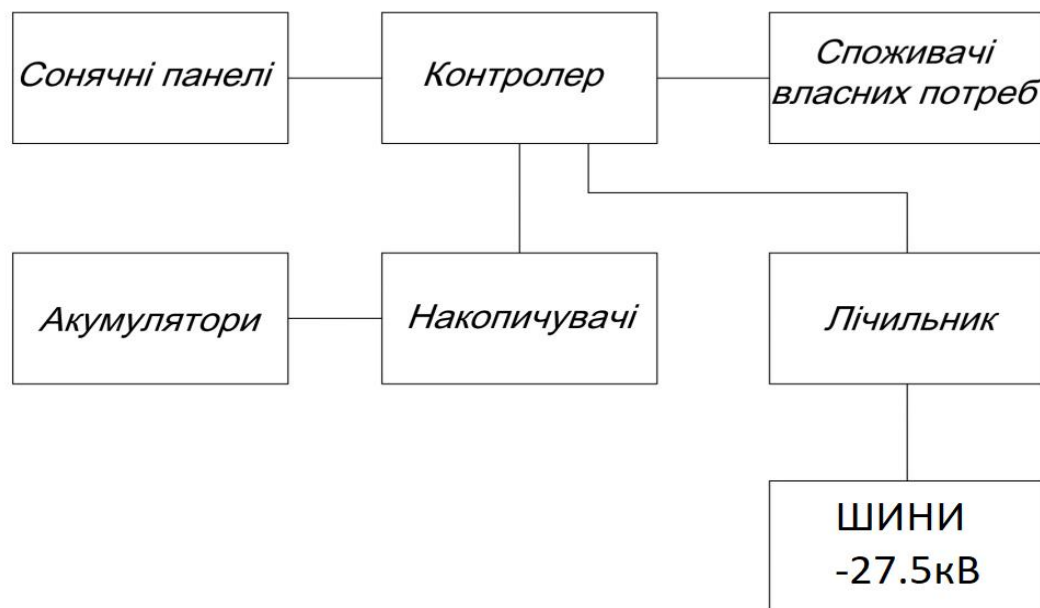 Сонячні панелі
Контролер
Споживачі
власних потреб
Акумулятори
Накопичувачі
Лічильник
ШИНИ
-27.5кВ